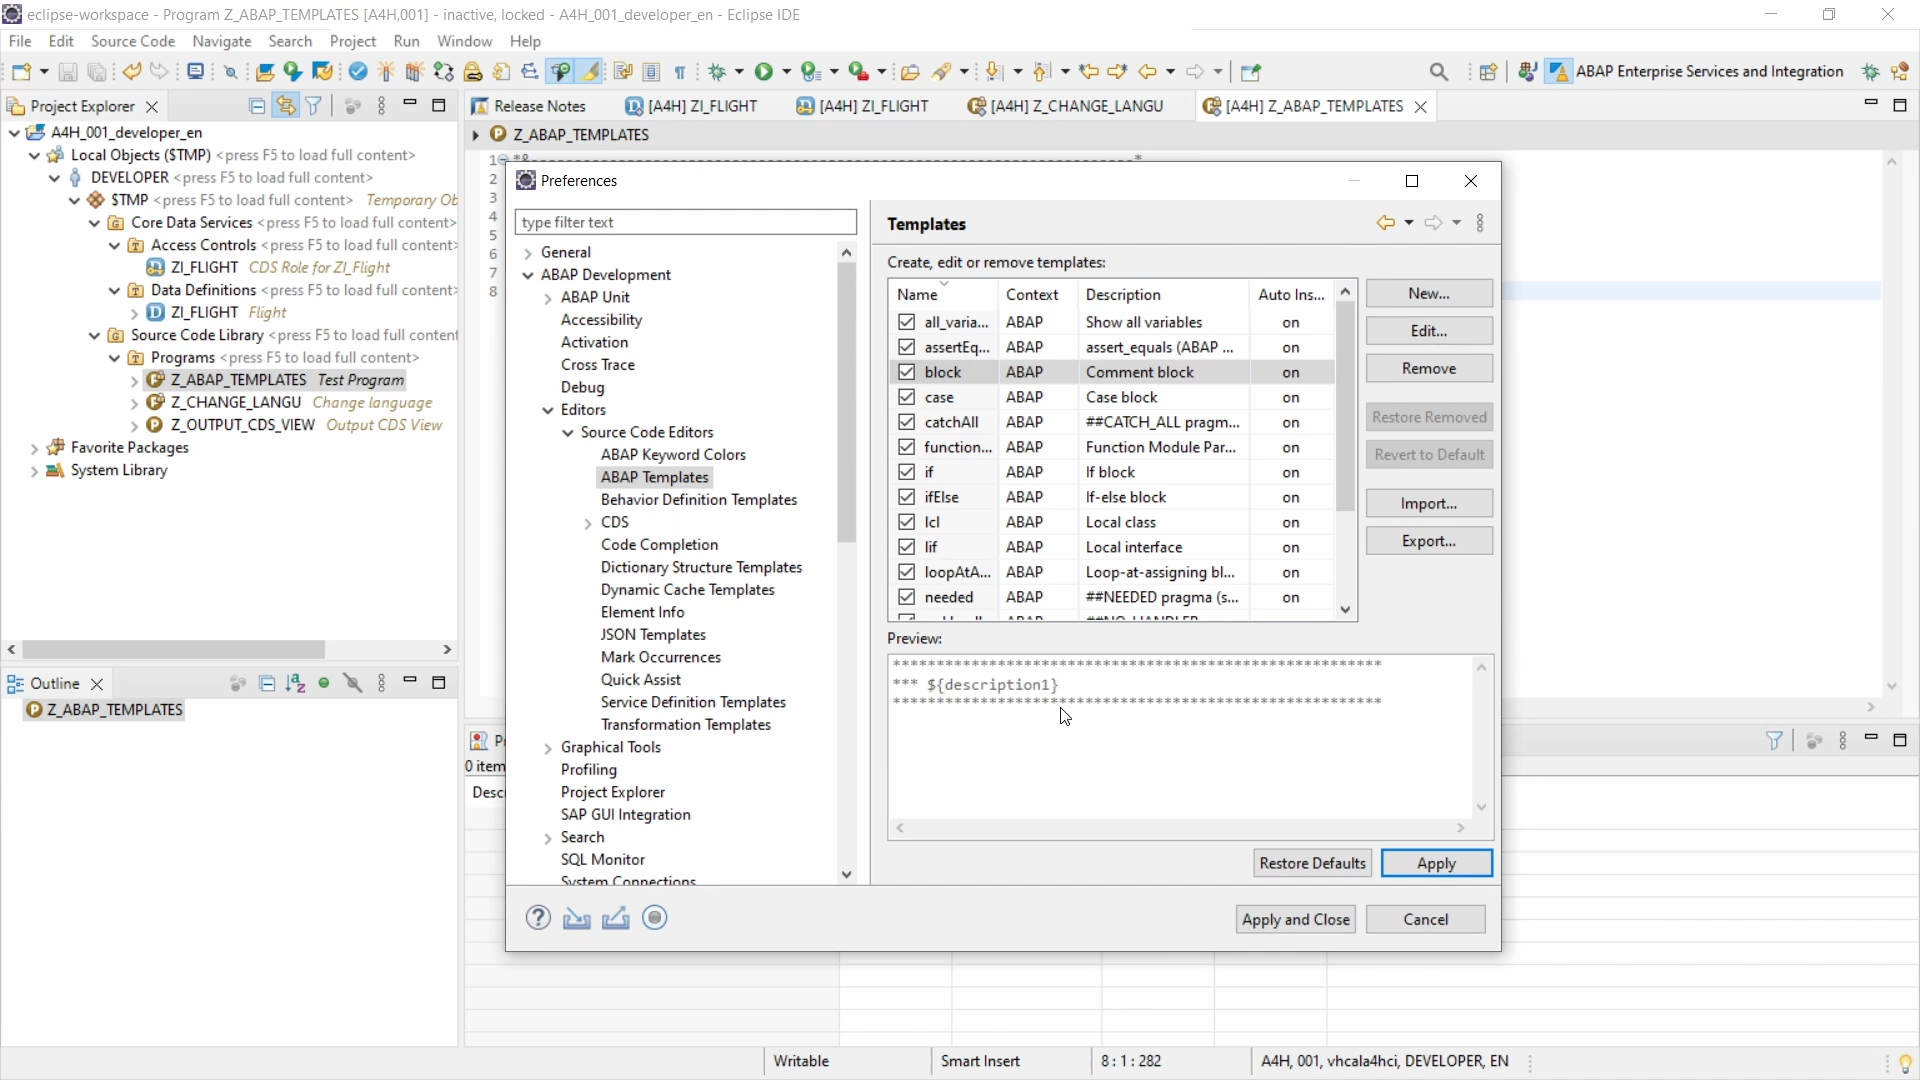 eclipse-workspace - Program Z_ABAP_TEMPLATES [A4H,001] - inactive, locked - A4H_001_developer_en - Eclipse IDE
File Edit Source Code Navigate Search Project Run Window Help
ABAP Enterprise Services and Integration
Project Explorer
Release Notes [A4H] ZI_FLIGHT [A4H] ZI_FLIGHT [A4H] Z_CHANGE_LANGU [A4H] Z_ABAP_TEMPLATES
A4H_001_developer_en
Z_ABAP_TEMPLATES
Local Objects ($TMP) <press F5 to load full content>
DEVELOPER <press F5 to load full content>
$TMP <press F5 to load full content> Temporary Ob
Core Data Services <press F5 to load full content>
Access Controls <press F5 to load full content>
ZI_FLIGHT CDS Role for ZI_Flight
Data Definitions <press F5 to load full content>
ZI_FLIGHT Flight
Source Code Library <press F5 to load full content
Programs <press F5 to load full content>
Z_ABAP_TEMPLATES Test Program
Z_CHANGE_LANGU Change language
Z_OUTPUT_CDS_VIEW Output CDS View
Favorite Packages
System Library
Outline
Z_ABAP_TEMPLATES
1
2
3
4
5
6
7
8
0 item
Descr
Preferences
type filter text
General
ABAP Development
ABAP Unit
Accessibility
Activation
Cross Trace
Debug
Editors
Source Code Editors
ABAP Keyword Colors
ABAP Templates
Behavior Definition Templates
CDS
Code Completion
Dictionary Structure Templates
Dynamic Cache Templates
Element Info
JSON Templates
Mark Occurrences
Quick Assist
Service Definition Templates
Transformation Templates
Graphical Tools
Profiling
Project Explorer
SAP GUI Integration
Search
SQL Monitor
System Connections
Templates
Create, edit or remove templates:
Name Context Description Auto Ins...
all_varia... ABAP Show all variables on
assertEq... ABAP assert_equals (ABAP ... on
block ABAP Comment block on
case ABAP Case block on
catchAll ABAP ##CATCH_ALL pragm... on
function... ABAP Function Module Par... on
if ABAP If block on
ifElse ABAP If-else block on
lcl ABAP Local class on
lif ABAP Local interface on
loopAtA... ABAP Loop-at-assigning bl... on
needed ABAP ##NEEDED pragma (s... on
New...
Edit...
Remove
Restore Removed
Revert to Default
Import...
Export...
Preview:
*** ${description1}
Restore Defaults Apply
Apply and Close Cancel
Writable Smart Insert 8 : 1 : 282 A4H, 001, vhcala4hci, DEVELOPER, EN